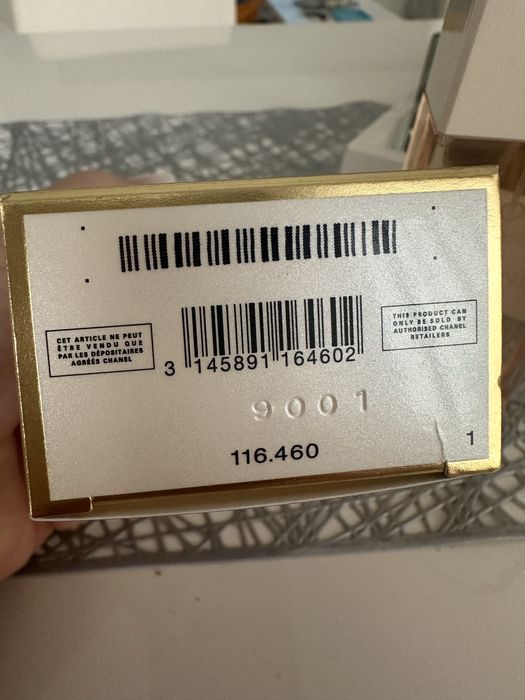 CET ARTICLE NE PEUT
ÊTRE VENDU QUE
PAR LES DÉPOSITAIRES
AGRÉÉS CHANEL
THIS PRODUCT CAN
ONLY BE SOLD BY
AUTHORISED CHANEL
RETAILERS
3 145891 164602
9001
116.460
1